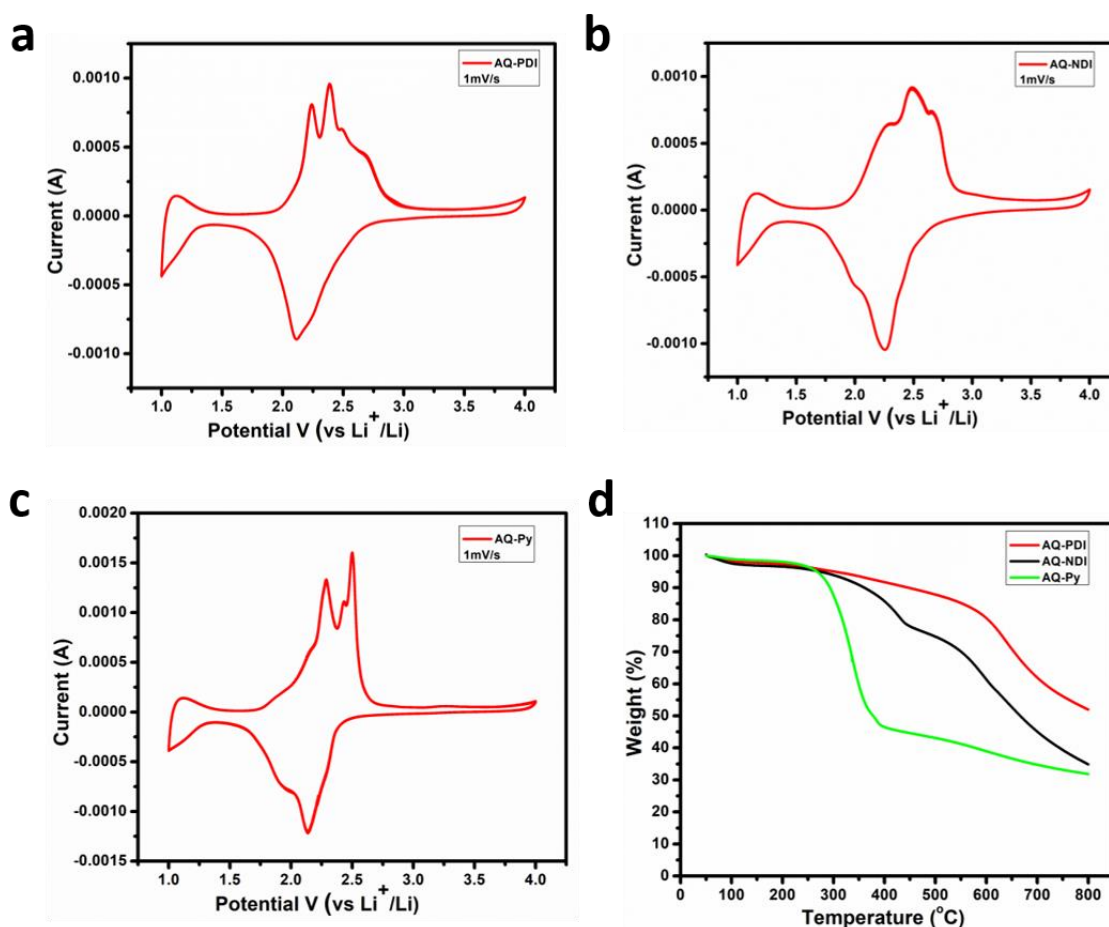 a
AQ-PDI
1mV/s
0.0010
0.0005
0.0000
-0.0005
-0.0010
Current (A)
1.0 1.5 2.0 2.5 3.0 3.5 4.0
Potential V (vs Li+/Li)
b
AQ-NDI
1mV/s
0.0010
0.0005
0.0000
-0.0005
-0.0010
Current (A)
1.0 1.5 2.0 2.5 3.0 3.5 4.0
Potential V (vs Li+/Li)
c
AQ-Py
1mV/s
0.0020
0.0015
0.0010
0.0005
0.0000
-0.0005
-0.0010
-0.0015
Current (A)
1.0 1.5 2.0 2.5 3.0 3.5 4.0
Potential V (vs Li+/Li)
d
AQ-PDI
AQ-NDI
AQ-Py
110
100
90
80
70
60
50
40
30
20
10
0
Weight (%)
0 100 200 300 400 500 600 700 800
Temperature (°C)